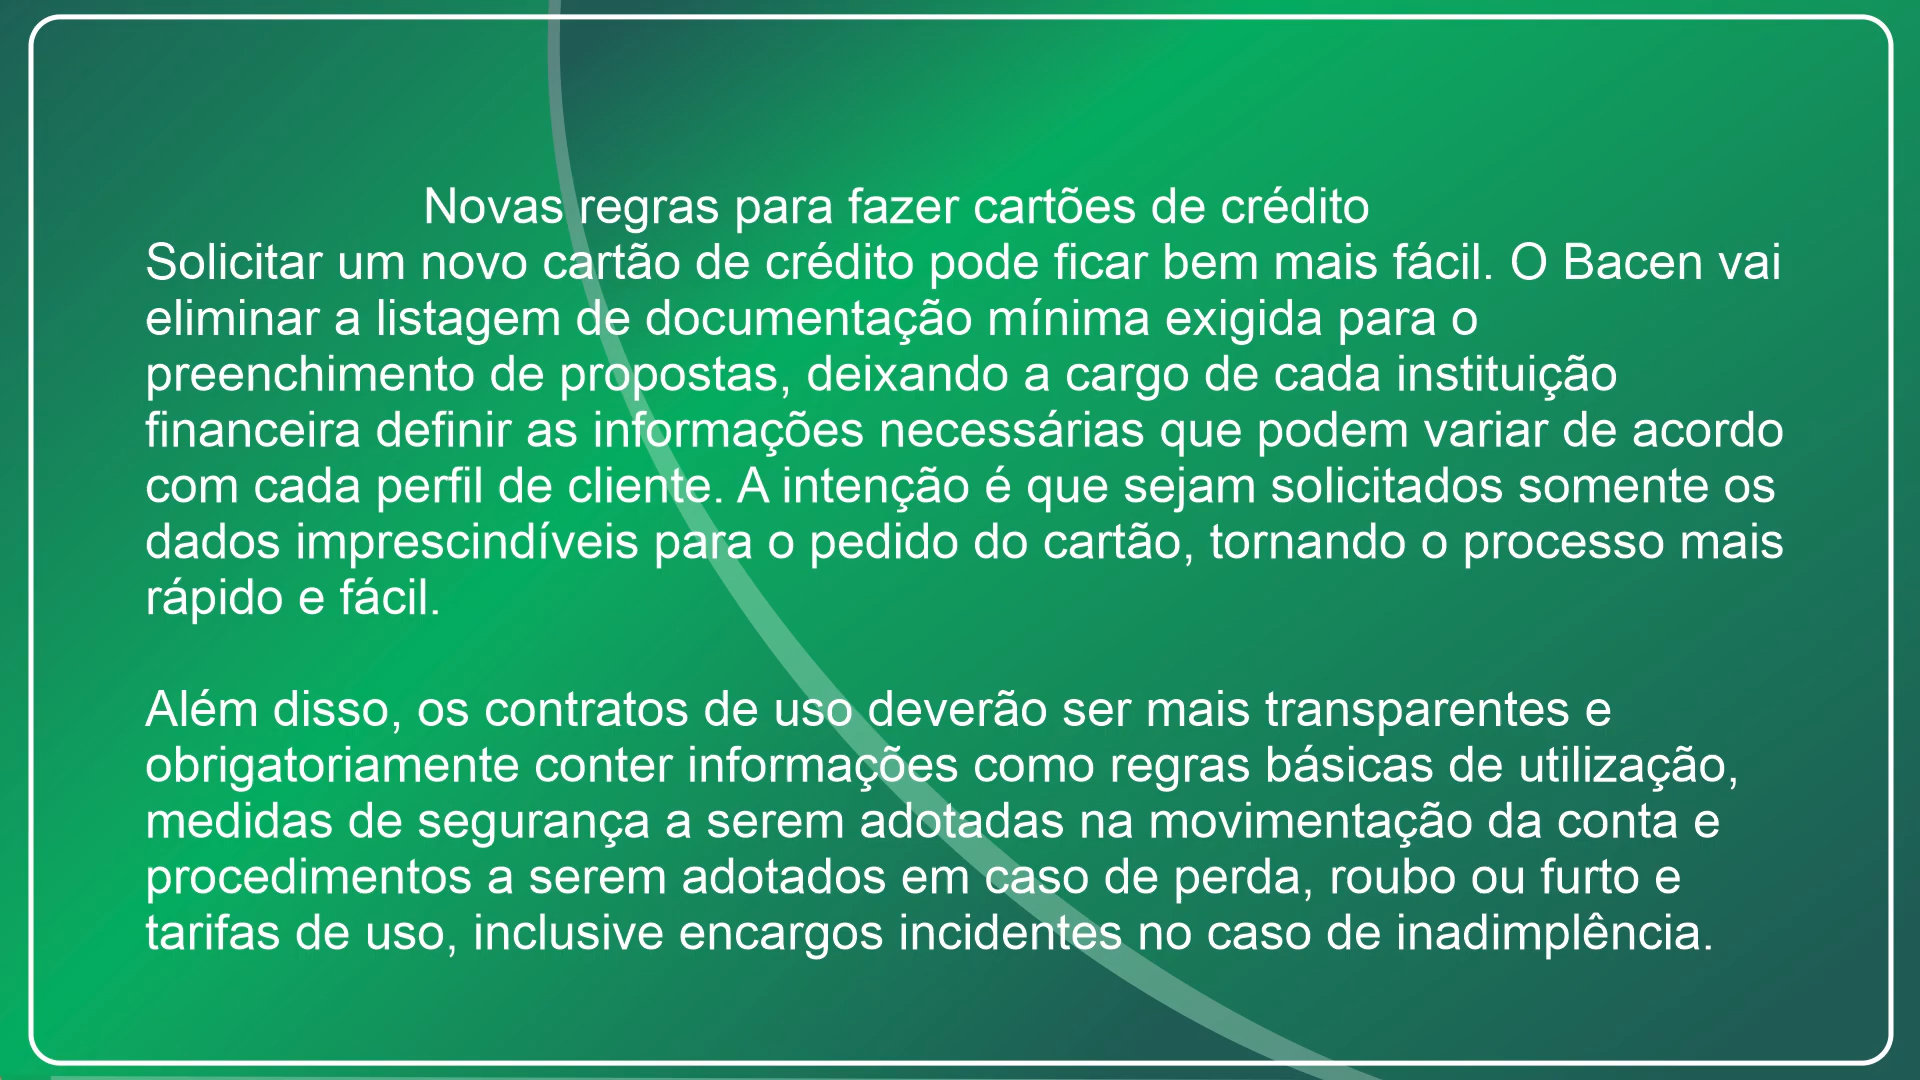 Novas regras para fazer cartões de crédito
Solicitar um novo cartão de crédito pode ficar bem mais fácil. O Bacen vai
eliminar a listagem de documentação mínima exigida para o
preenchimento de propostas, deixando a cargo de cada instituição
financeira definir as informações necessárias que podem variar de acordo
com cada perfil de cliente. A intenção é que sejam solicitados somente os
dados imprescindíveis para o pedido do cartão, tornando o processo mais
rápido e fácil.
Além disso, os contratos de uso deverão ser mais transparentes e
obrigatoriamente conter informações como regras básicas de utilização,
medidas de segurança a serem adotadas na movimentação da conta e
procedimentos a serem adotados em caso de perda, roubo ou furto e
tarifas de uso, inclusive encargos incidentes no caso de inadimplência.